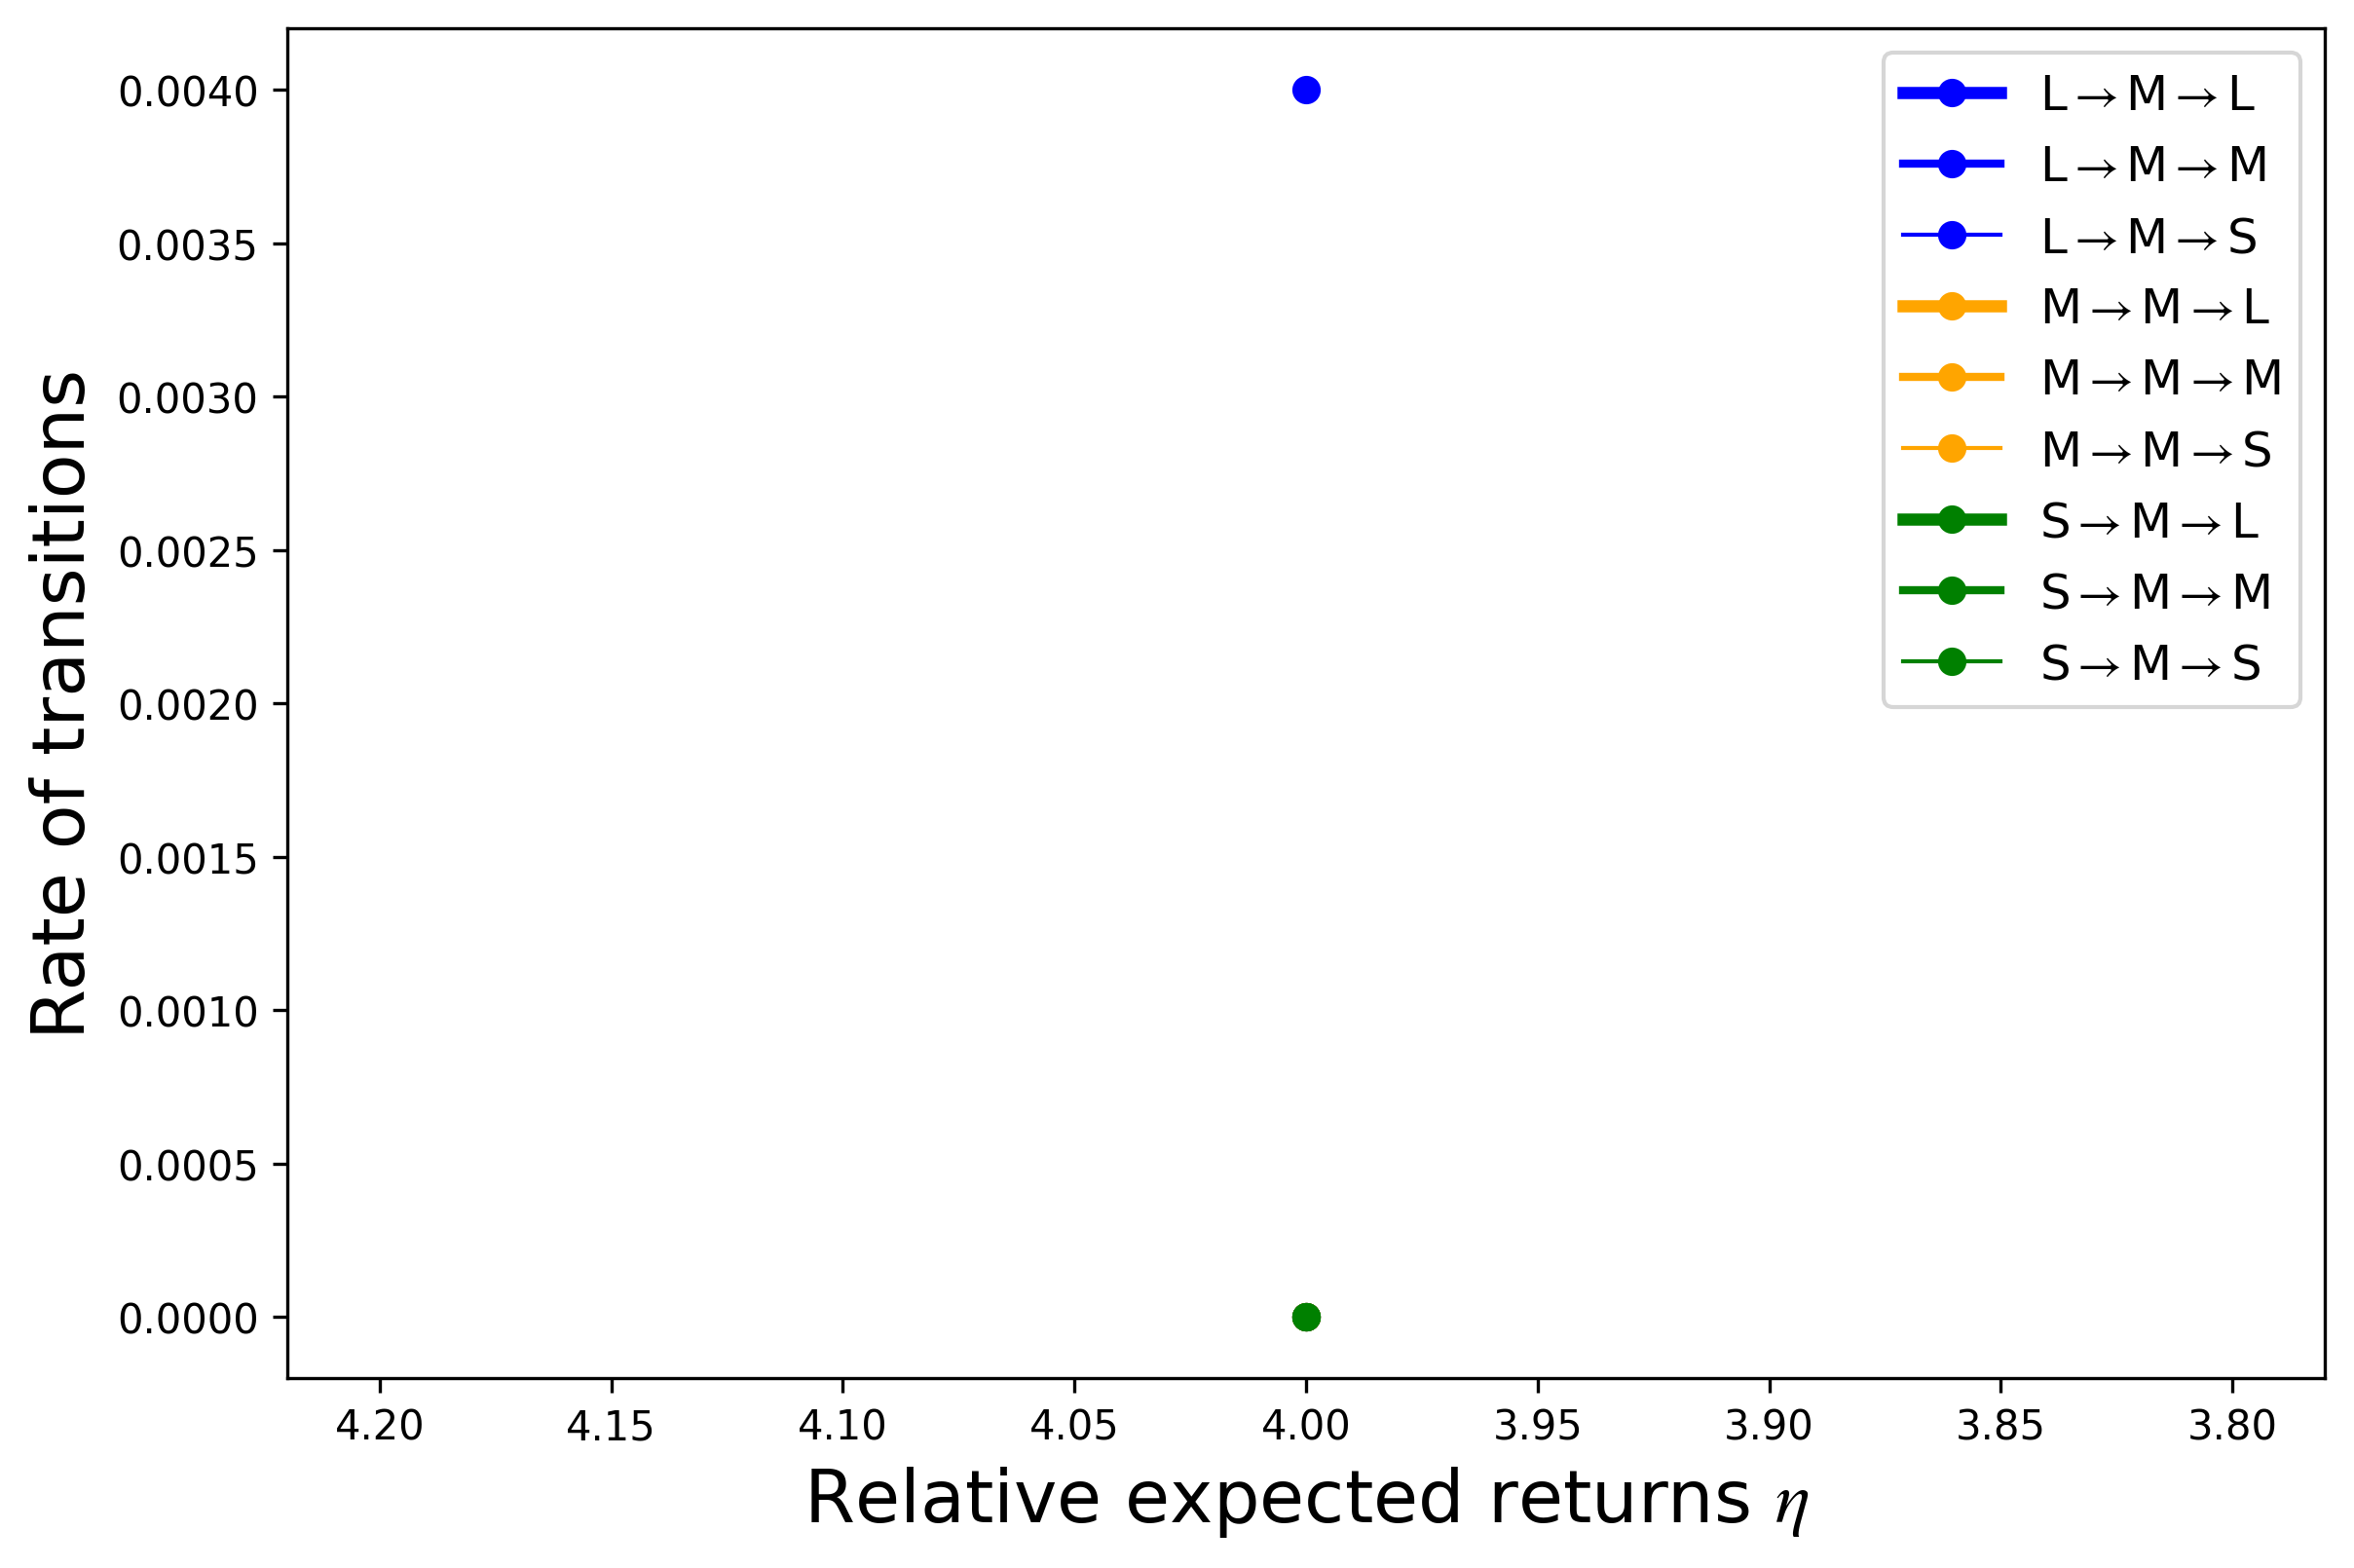 0.0040
0.0035
0.0030
0.0025
0.0020
0.0015
0.0010
0.0005
0.0000
Rate of transitions
L→M→L
L→M→M
L→M→S
M→M→L
M→M→M
M→M→S
S→M→L
S→M→M
S→M→S
4.20 4.15 4.10 4.05 4.00 3.95 3.90 3.85 3.80
Relative expected returns η